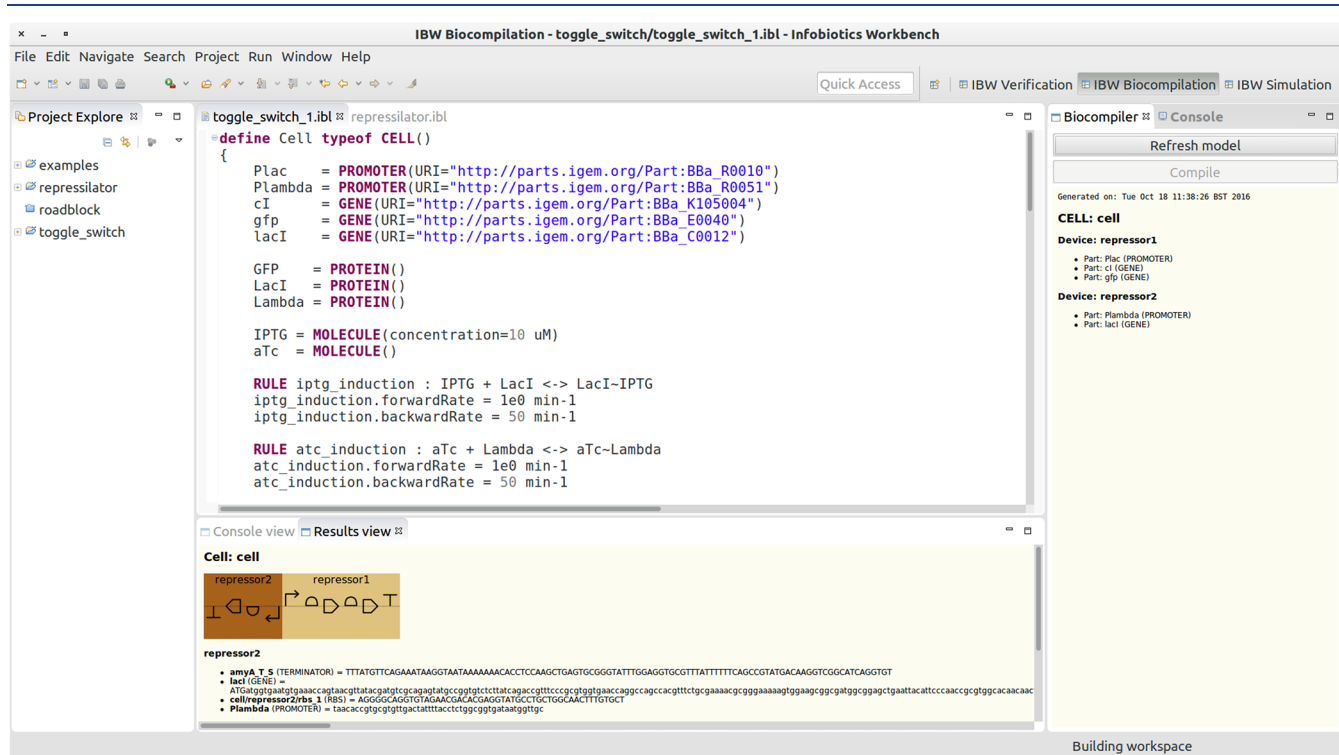 IBW Biocompilation - toggle_switch/toggle_switch_1.ibl - Infobiotics Workbench
File Edit Navigate Search Project Run Window Help
Quick Access
IBW Verification IBW Biocompilation IBW Simulation
Project Explore
examples
repressilator
roadblock
toggle_switch
toggle_switch_1.ibl repressilator.ibl
define Cell typeof CELL()
{
Plac = PROMOTER(URI="http://parts.igem.org/Part:BBa_R0010")
Plambda = PROMOTER(URI="http://parts.igem.org/Part:BBa_R0051")
cI = GENE(URI="http://parts.igem.org/Part:BBa_K105004")
gfp = GENE(URI="http://parts.igem.org/Part:BBa_E0040")
lacI = GENE(URI="http://parts.igem.org/Part:BBa_C0012")
GFP = PROTEIN()
LacI = PROTEIN()
Lambda = PROTEIN()
IPTG = MOLECULE(concentration=10 uM)
aTc = MOLECULE()
RULE iptg_induction : IPTG + LacI <-> LacI~IPTG
iptg_induction.forwardRate = 1e0 min-1
iptg_induction.backwardRate = 50 min-1
RULE atc_induction : aTc + Lambda <-> aTc~Lambda
atc_induction.forwardRate = 1e0 min-1
atc_induction.backwardRate = 50 min-1
Console view Results view
Cell: cell
repressor2 repressor1
repressor2
amyA_T_S (TERMINATOR) = TTTATGTTCAGAAATAAGGTAATAAAAAAACACCTCCAAGCTGAGTGCGGGTATTTGGAGGTGCGTTTATTTTTTCAGCCGTATGACAAGGTCGGCATCAGGTGT
lacI (GENE) =
ATGatggtgaatgtgaaaccagtaacgttatacgatgtcgcagagtatgccggtgtctcttatcagaccgtttcccgcgtggtgaaccaggccagccacgtttctgcgaaaacgcgggaaaaagtggaagcggcgatggcggagctgaattacattcccaaccgcgtggcacaacaac
cell/repressor2/rbs_1 (RBS) = AGGGGCAGGTGTAGAACGACACGAGGTATGCCTGCTGGCAACTTTGTGCT
Plambda (PROMOTER) = taacaccgtgcgtgttgactattttacctctggcggtgataatggttgc
Biocompiler Console
Refresh model
Compile
Generated on: Tue Oct 18 11:38:26 BST 2016
CELL: cell
Device: repressor1
Part: Plac (PROMOTER)
Part: cI (GENE)
Part: gfp (GENE)
Device: repressor2
Part: Plambda (PROMOTER)
Part: lacI (GENE)
Building workspace